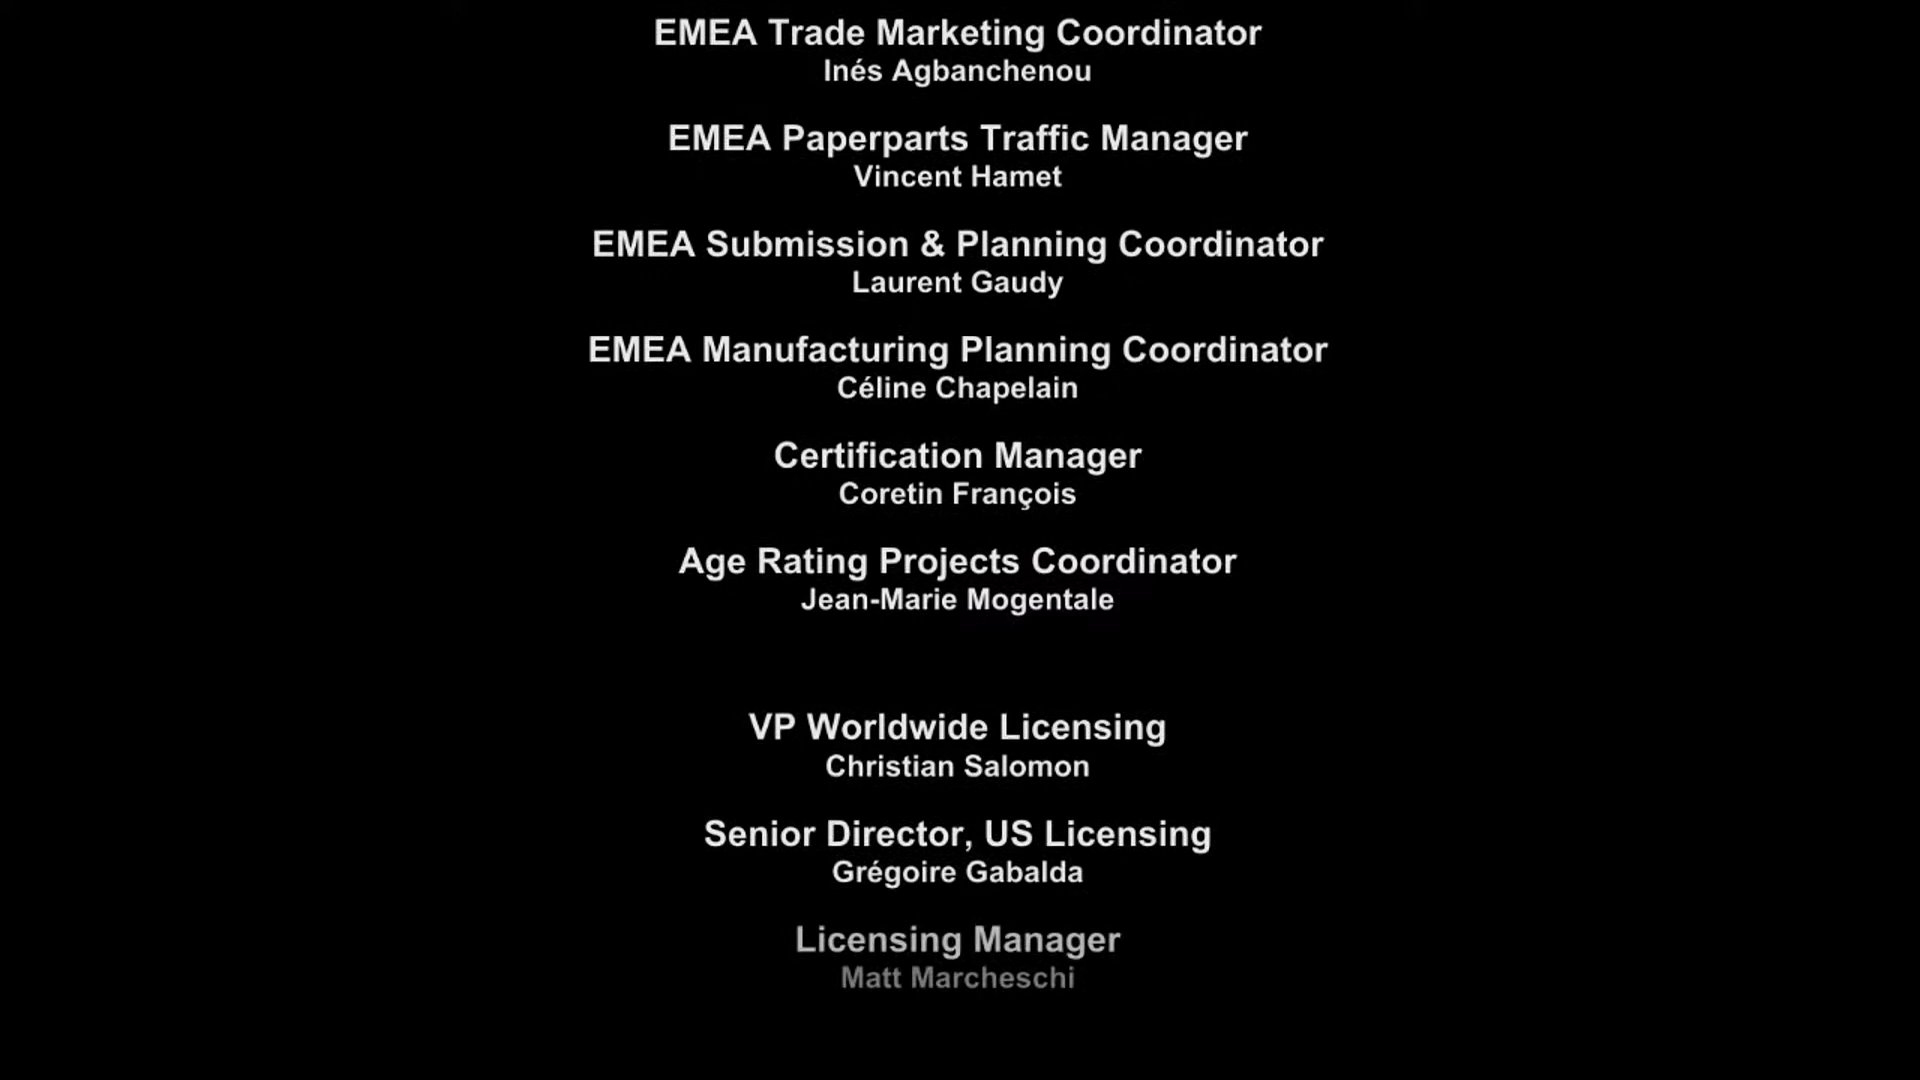 EMEA Trade Marketing Coordinator
Inés Agbanchenou
EMEA Paperparts Traffic Manager
Vincent Hamet
EMEA Submission & Planning Coordinator
Laurent Gaudy
EMEA Manufacturing Planning Coordinator
Céline Chapelain
Certification Manager
Coretin François
Age Rating Projects Coordinator
Jean-Marie Mogentale
VP Worldwide Licensing
Christian Salomon
Senior Director, US Licensing
Grégoire Gabalda
Licensing Manager
Matt Marcheschi